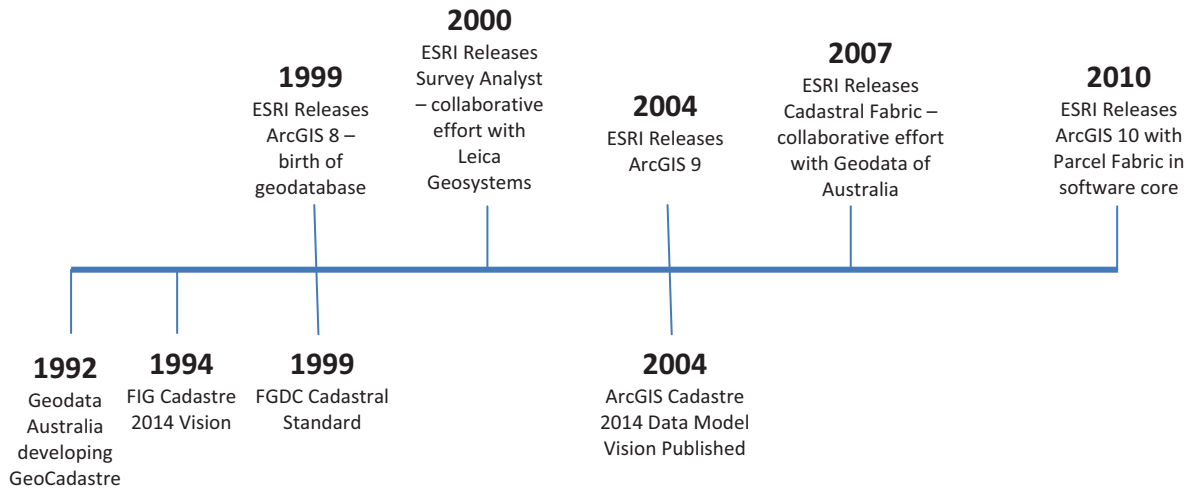 1999
ESRI Releases
ArcGIS 8 –
birth of
geodatabase
2000
ESRI Releases
Survey Analyst
– collaborative
effort with
Leica
Geosystems
2004
ESRI Releases
ArcGIS 9
2007
ESRI Releases
Cadastral Fabric –
collaborative effort
with Geodata of
Australia
2010
ESRI Releases
ArcGIS 10 with
Parcel Fabric in
software core
1992
Geodata
Australia
developing
GeoCadastre
1994
FIG Cadastre
2014 Vision
1999
FGDC Cadastral
Standard
2004
ArcGIS Cadastre
2014 Data Model
Vision Published